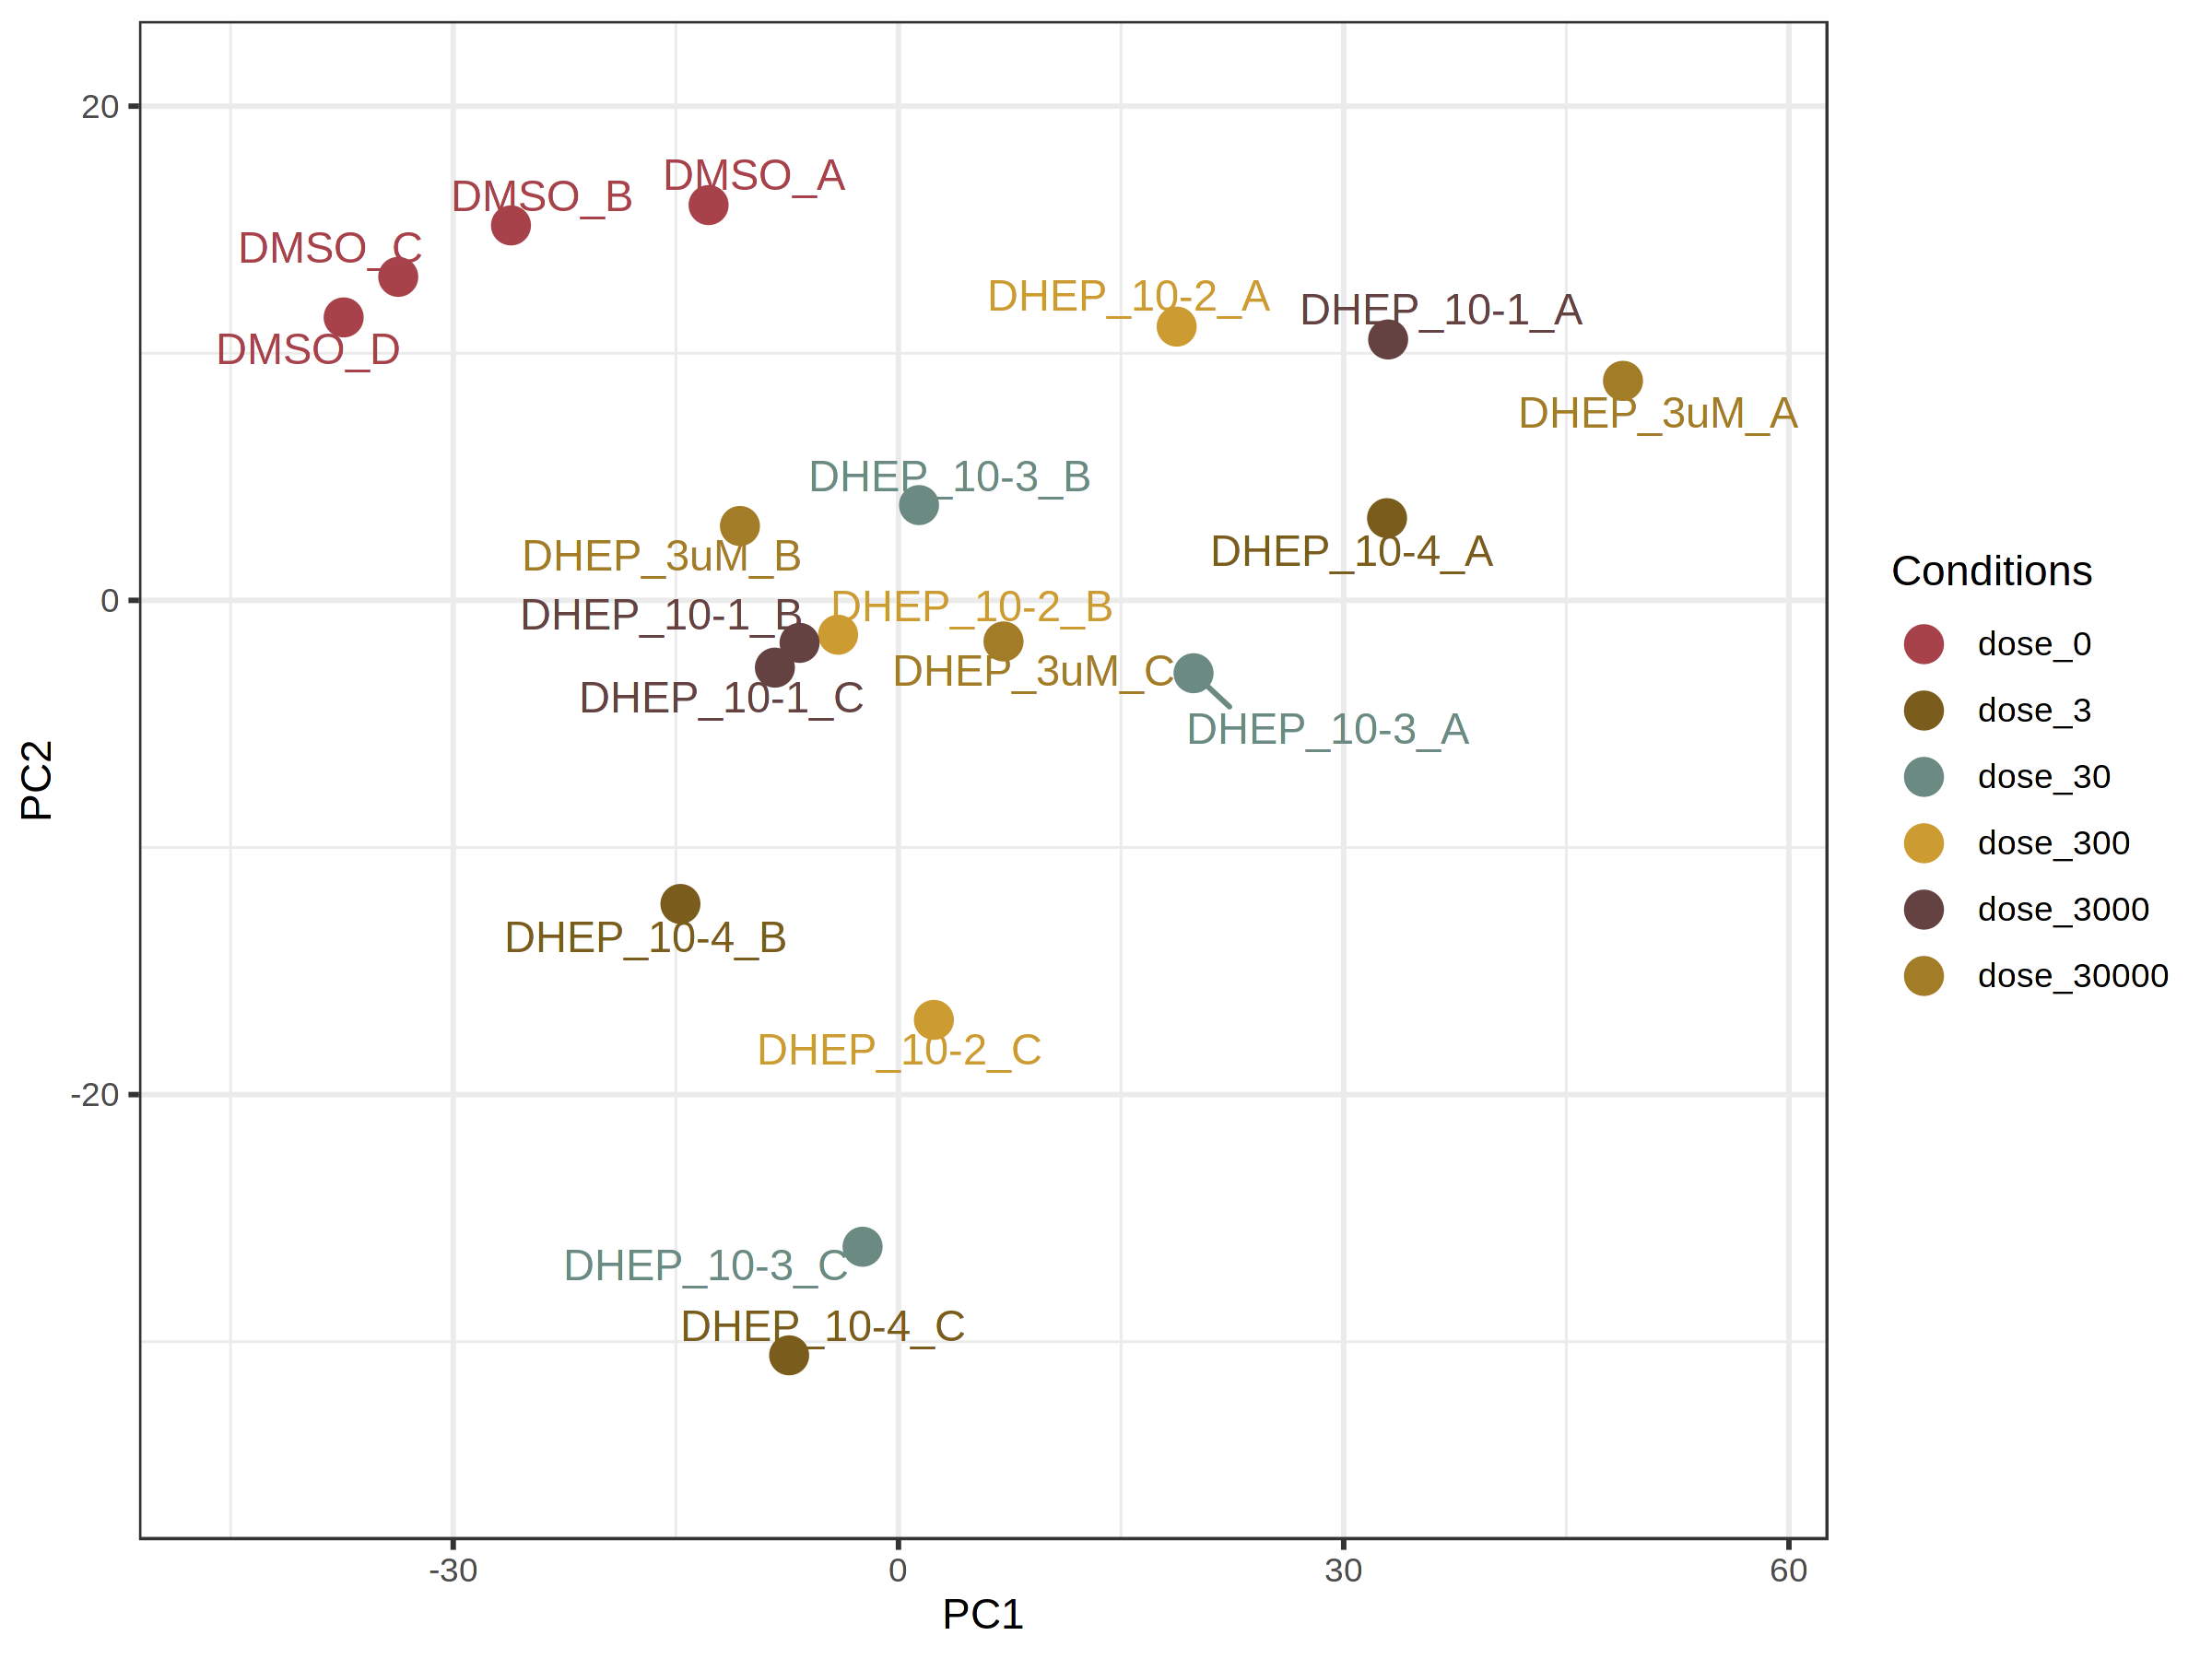 20
DMSO_A
DMSO_B
DMSO_C
DMSO_D
DHEP_10-2_A
DHEP_10-1_A
DHEP_3uM_A
DHEP_10-3_B
DHEP_3uM_B
DHEP_10-4_A
0
DHEP_10-1_B
DHEP_10-2_B
DHEP_3uM_C
DHEP_10-1_C
DHEP_10-3_A
PC2
DHEP_10-4_B
DHEP_10-2_C
-20
DHEP_10-3_C
DHEP_10-4_C
-30
0
30
60
PC1
Conditions
dose_0
dose_3
dose_30
dose_300
dose_3000
dose_30000